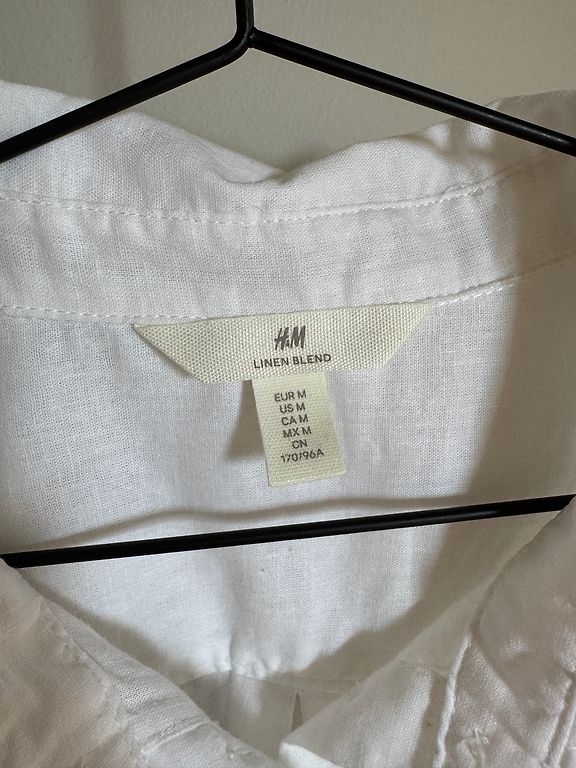 H&M
LINEN BLEND
EUR M
US M
CA M
MX M
CN
170/96A